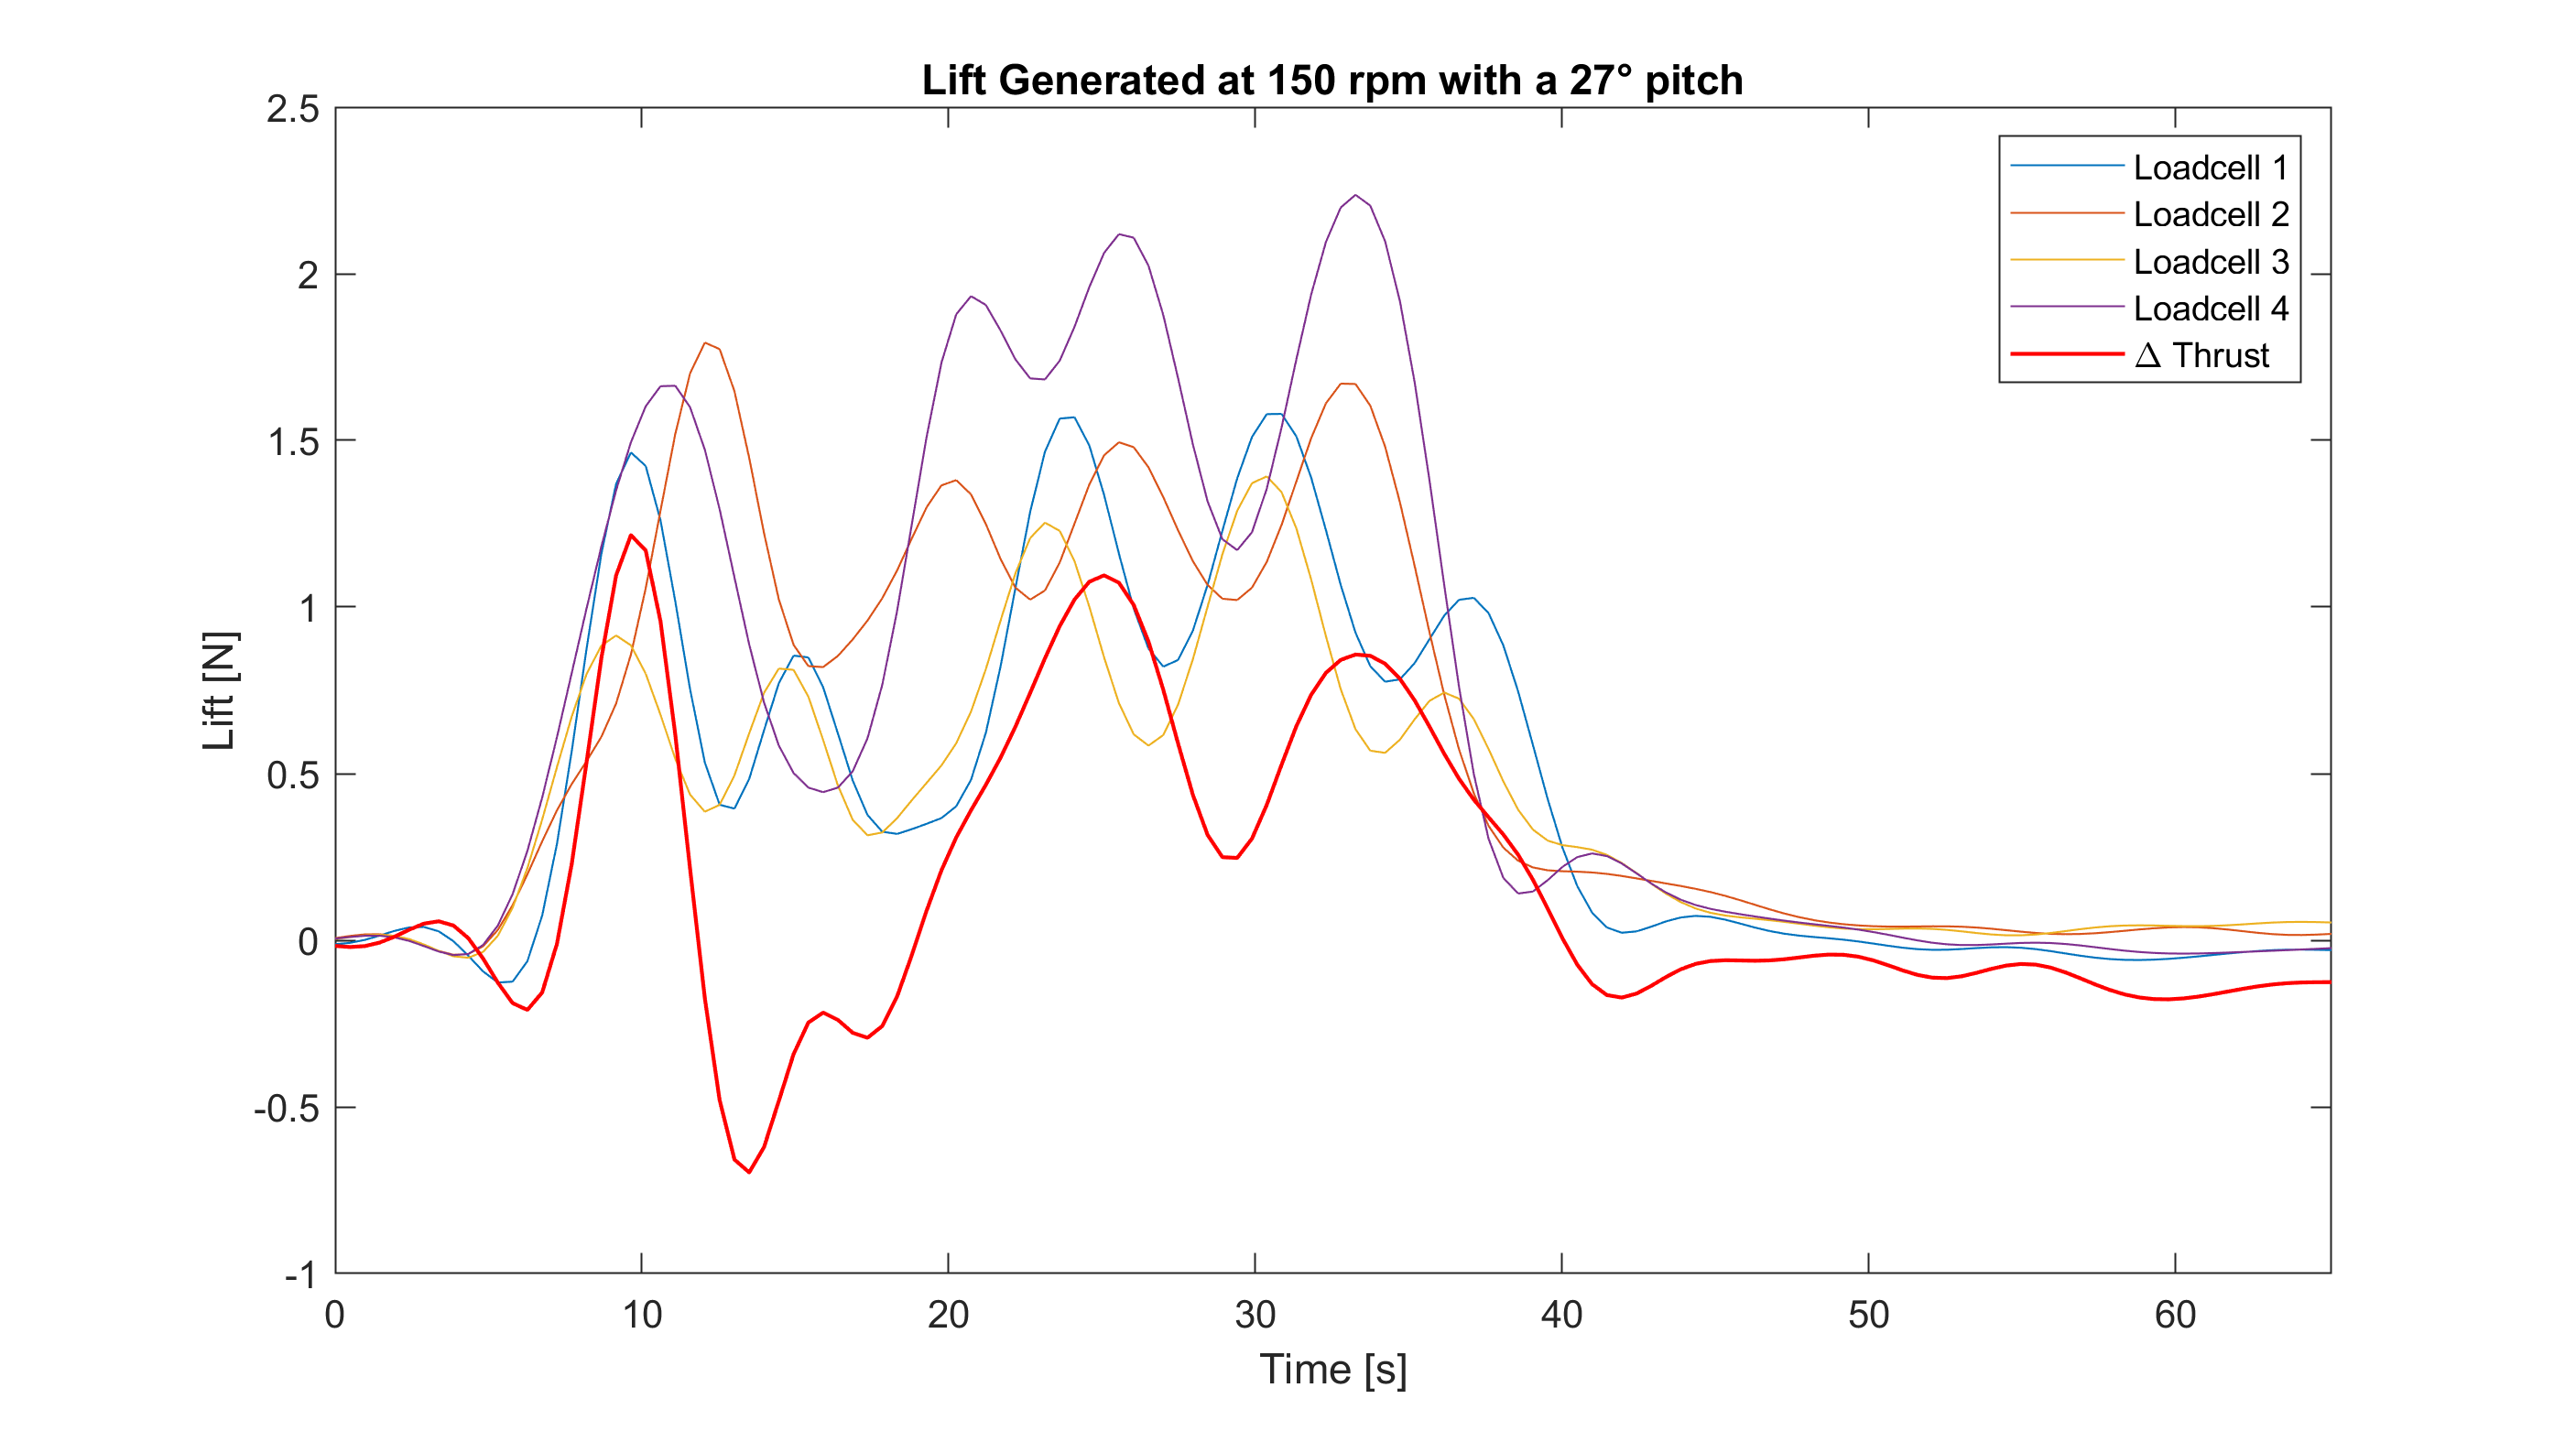 Lift Generated at 150 rpm with a 27° pitch
2.5
2
1.5
1
0.5
0
-0.5
-1
Lift [N]
0 10 20 30 40 50 60
Time [s]
Loadcell 1
Loadcell 2
Loadcell 3
Loadcell 4
Δ Thrust